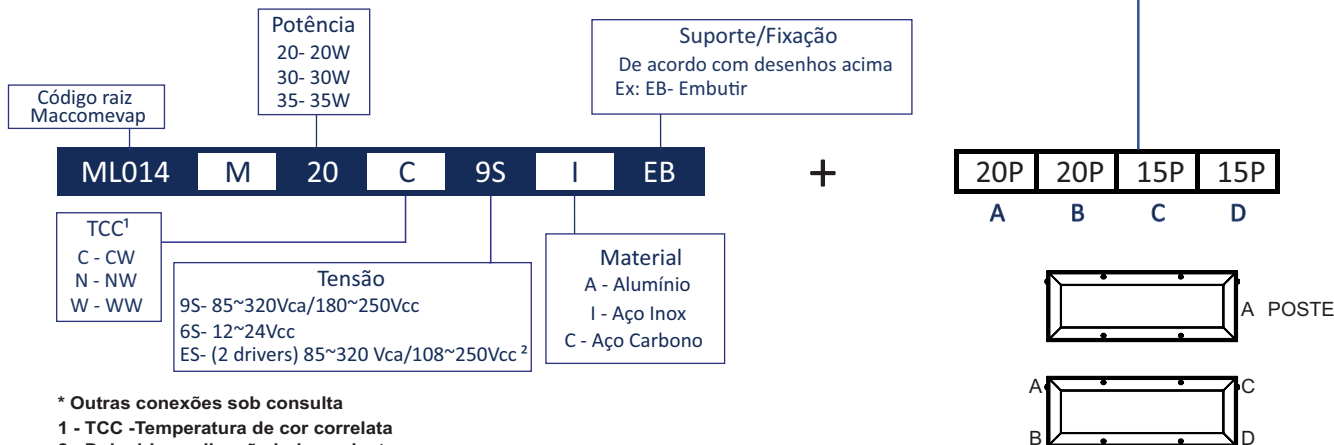 Potência
20- 20W
30- 30W
35- 35W
Suporte/Fixação
De acordo com desenhos acima
Ex: EB- Embutir
Código raiz
Maccomevap
ML014 M 20 C 9S I EB + 20P 20P 15P 15P
A B C D
TCC¹
C - CW
N - NW
W - WW
Tensão
9S- 85~320Vca/180~250Vcc
6S- 12~24Vcc
ES- (2 drivers) 85~320 Vca/108~250Vcc ²
Material
A - Alumínio
I - Aço Inox
C - Aço Carbono
A POSTE
A C
B D
* Outras conexões sob consulta
1 - TCC -Temperatura de cor correlata